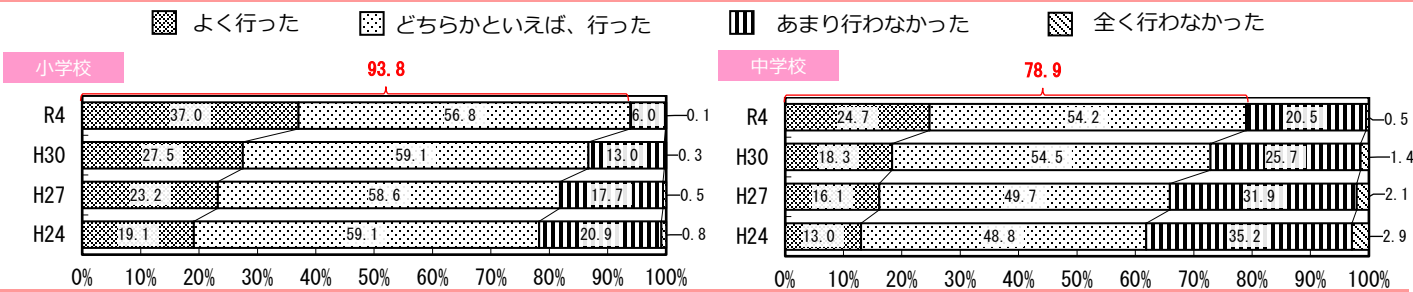 よく行った どちらかといえば、行った あまり行わなかった 全く行わなかった
小学校
93.8
R4 37.0 56.8 6.0 0.1
H30 27.5 59.1 13.0 0.3
H27 23.2 58.6 17.7 0.5
H24 19.1 59.1 20.9 0.8
0% 10% 20% 30% 40% 50% 60% 70% 80% 90% 100%
中学校
78.9
R4 24.7 54.2 20.5 0.5
H30 18.3 54.5 25.7 1.4
H27 16.1 49.7 31.9 2.1
H24 13.0 48.8 35.2 2.9
0% 10% 20% 30% 40% 50% 60% 70% 80% 90% 100%